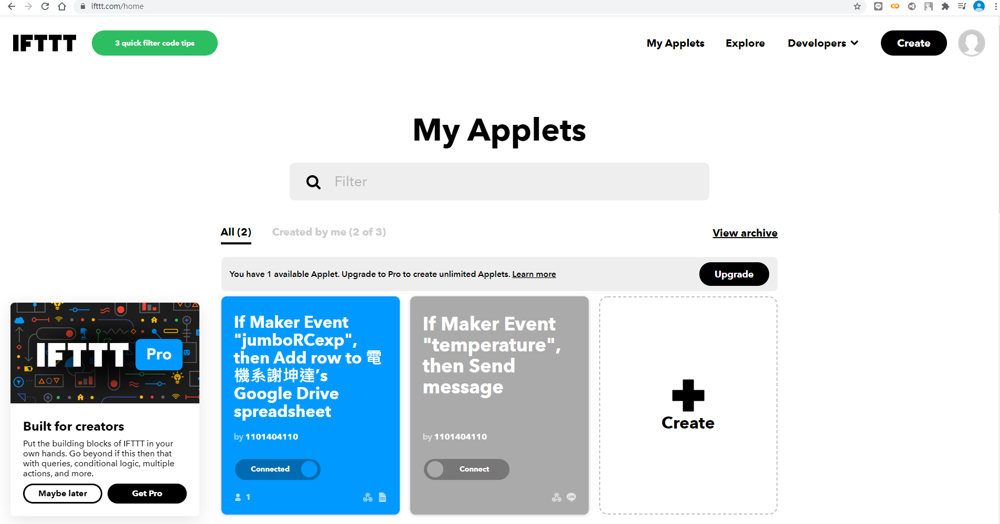 ifttt.com/home
IFTTT
3 quick filter code tips
My Applets
Explore
Developers
Create
My Applets
Filter
All (2)
Created by me (2 of 3)
View archive
You have 1 available Applet. Upgrade to Pro to create unlimited Applets. Learn more
Upgrade
IFTTT Pro
Built for creators
Put the building blocks of IFTTT in your
own hands. Go beyond if this then that
with queries, conditional logic, multiple
actions, and more.
Maybe later
Get Pro
If Maker Event
"jumboRCexp",
then Add row to 電
機系謝坤達’s
Google Drive
spreadsheet
by 1101404110
Connected
1
If Maker Event
"temperature",
then Send
message
by 1101404110
Connect
LINE
Create